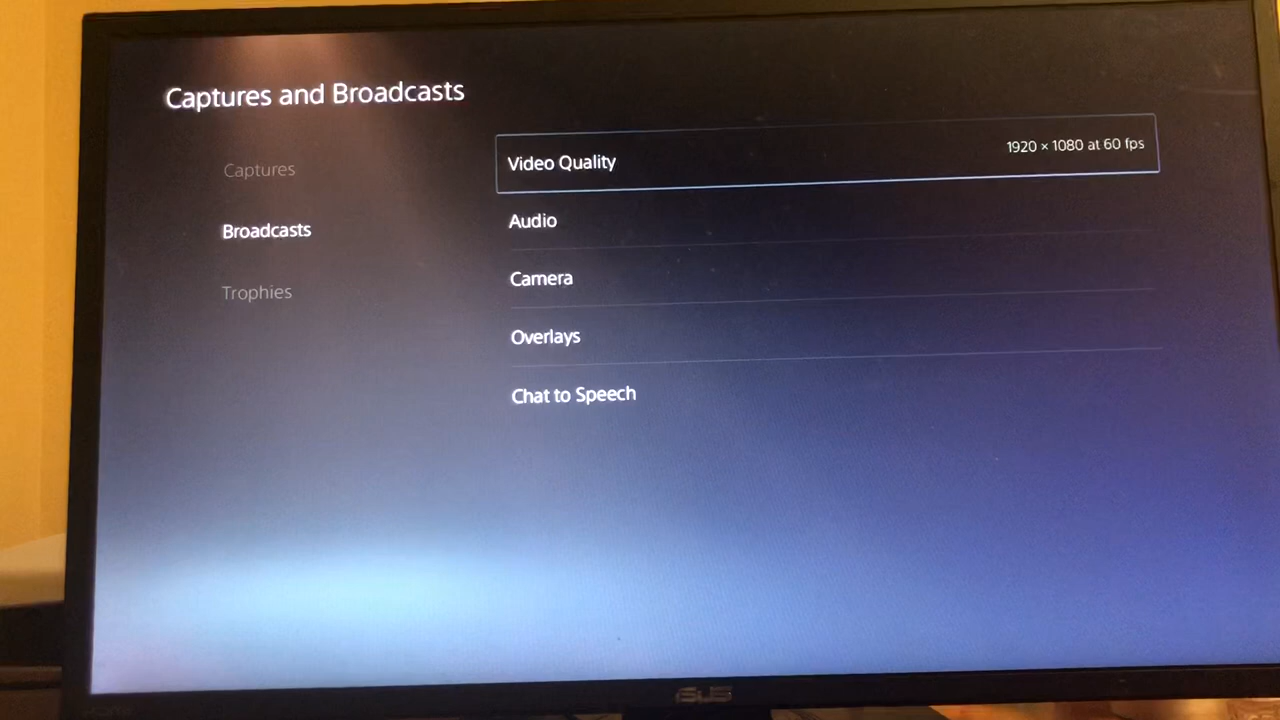 Captures and Broadcasts
Captures
Broadcasts
Trophies
Video Quality
1920 × 1080 at 60 fps
Audio
Camera
Overlays
Chat to Speech
ASUS